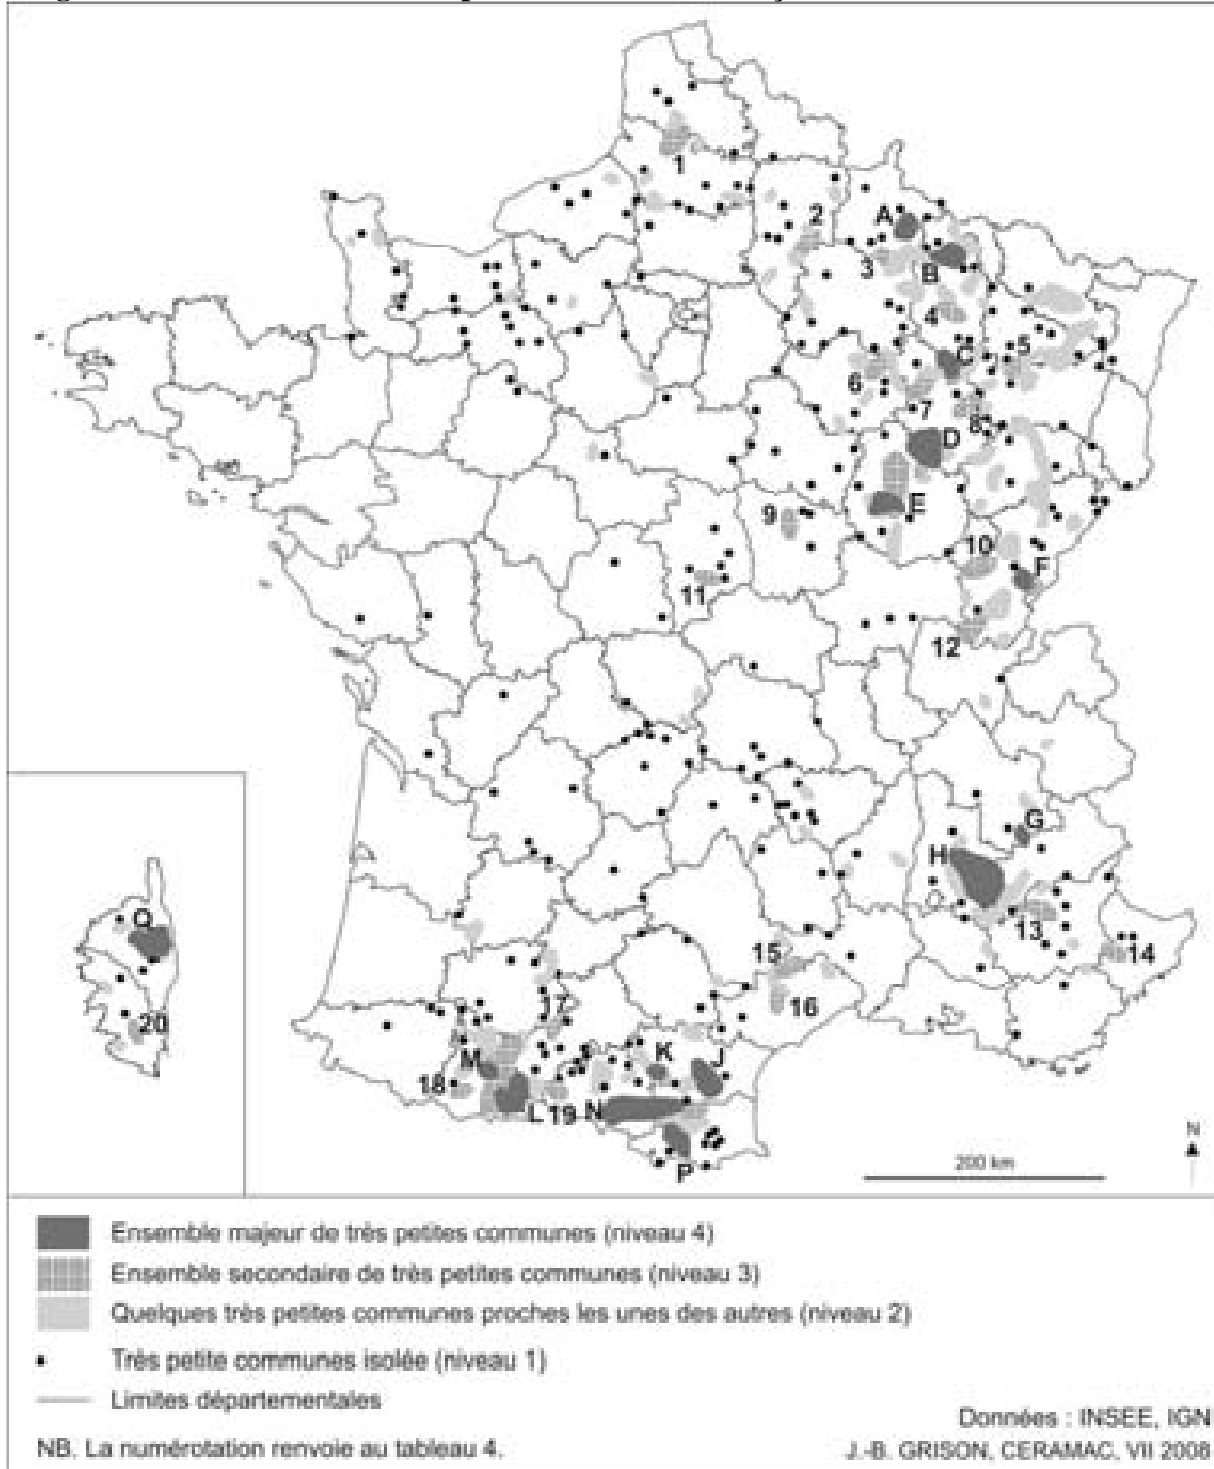 1
2
A
3
B
4
C
5
6
7
8
D
E
9
10
F
11
12
G
H
13
14
15
16
17
Q
20
M
K
J
18
L
19
N
P
N
200 km
Ensemble majeur de très petites communes (niveau 4)
Ensemble secondaire de très petites communes (niveau 3)
Quelques très petites communes proches les unes des autres (niveau 2)
Très petite communes isolée (niveau 1)
Limites départementales
Données : INSEE, IGN
NB. La numérotation renvoie au tableau 4.
J.-B. GRISON, CERAMAC, VII 2008